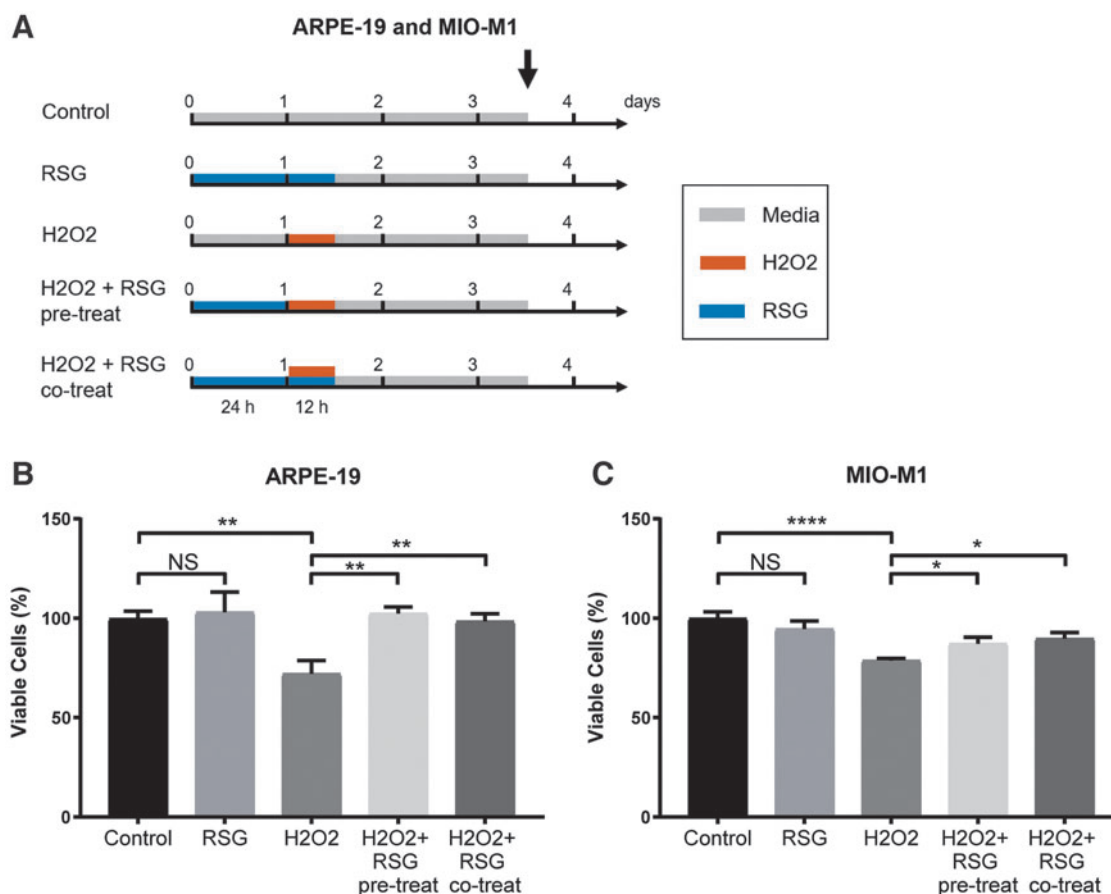 A
ARPE-19 and MIO-M1
Control
0 1 2 3 4 days
RSG
0 1 2 3 4
H2O2
0 1 2 3 4
H2O2 + RSG
pre-treat
0 1 2 3 4
H2O2 + RSG
co-treat
0 1 2 3 4
24 h 12 h
Media
H2O2
RSG
B
ARPE-19
Viable Cells (%)
150
100
50
0
**
NS
**
**
Control
RSG
H2O2
H2O2+
RSG
pre-treat
H2O2+
RSG
co-treat
C
MIO-M1
Viable Cells (%)
150
100
50
0
****
NS
*
*
Control
RSG
H2O2
H2O2+
RSG
pre-treat
H2O2+
RSG
co-treat